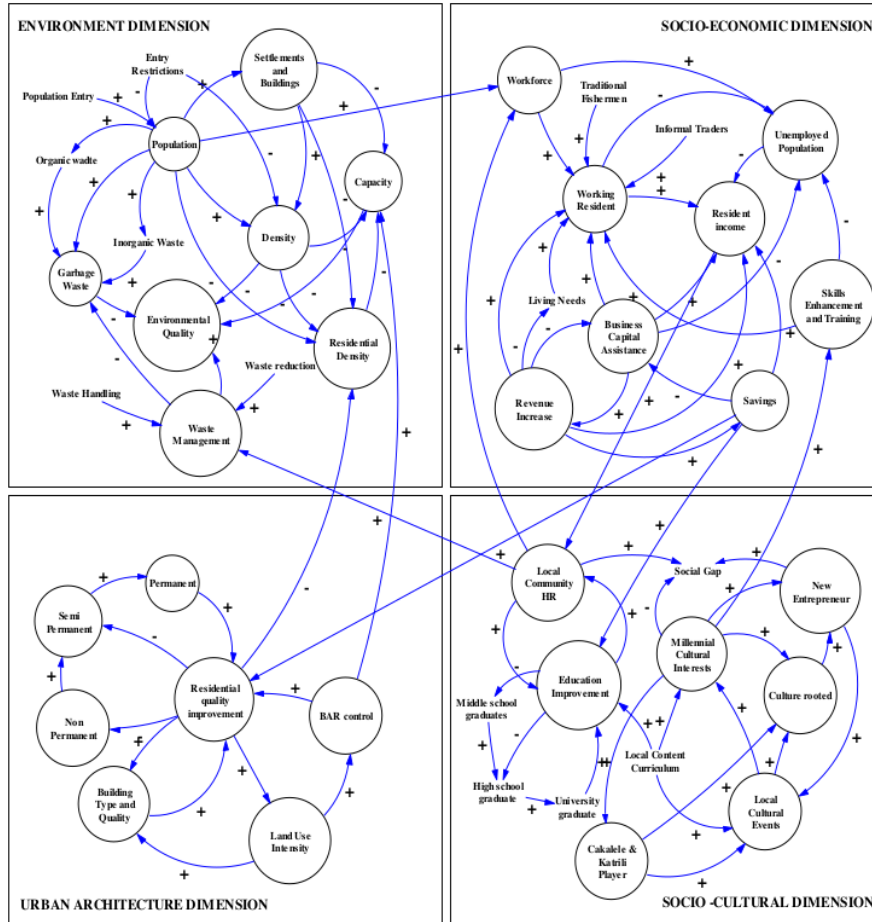 ENVIRONMENT DIMENSION
Entry
Restrictions
Settlements
and
Buildings
Population Entry
Population
Organic wadte
Capacity
Inorganic Waste
Density
Garbage
Waste
Environmental
Quality
Residential
Density
Waste reduction
Waste Handling
Waste
Management
SOCIO-ECONOMIC DIMENSION
Workforce
Traditional
Fishermen
Informal Traders
Unemployed
Population
Working
Resident
Resident
income
Living Needs
Skills
Enhancement
and Training
Business
Capital
Assistance
Revenue
Increase
Savings
Permanent
Semi
Permanent
Residential
quality
improvement
Non
Permanent
BAR control
Building
Type and
Quality
Land Use
Intensity
URBAN ARCHITECTURE DIMENSION
Local
Community
HR
Social Gap
New
Entrepreneur
Millennial
Cultural
Interests
Education
Improvement
Culture rooted
Middle school
graduates
Local Content
Curriculum
High school
graduate
University
graduate
Local
Cultural
Events
Cakalele &
Katrili
Player
SOCIO -CULTURAL DIMENSION